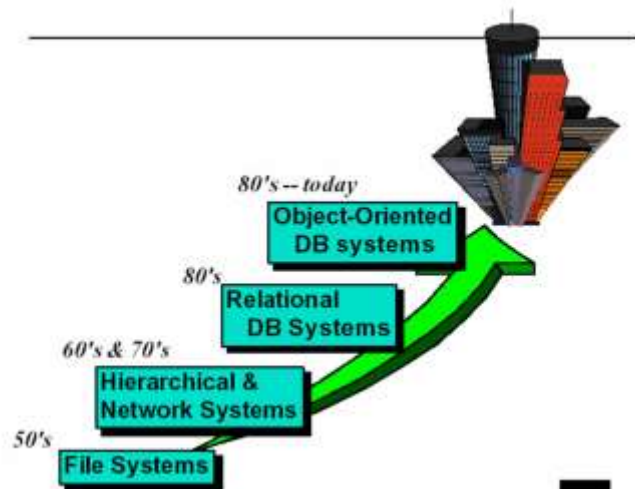 80's -- today
Object-Oriented
DB systems
80's
Relational
DB Systems
60's & 70's
Hierarchical &
Network Systems
50's
File Systems